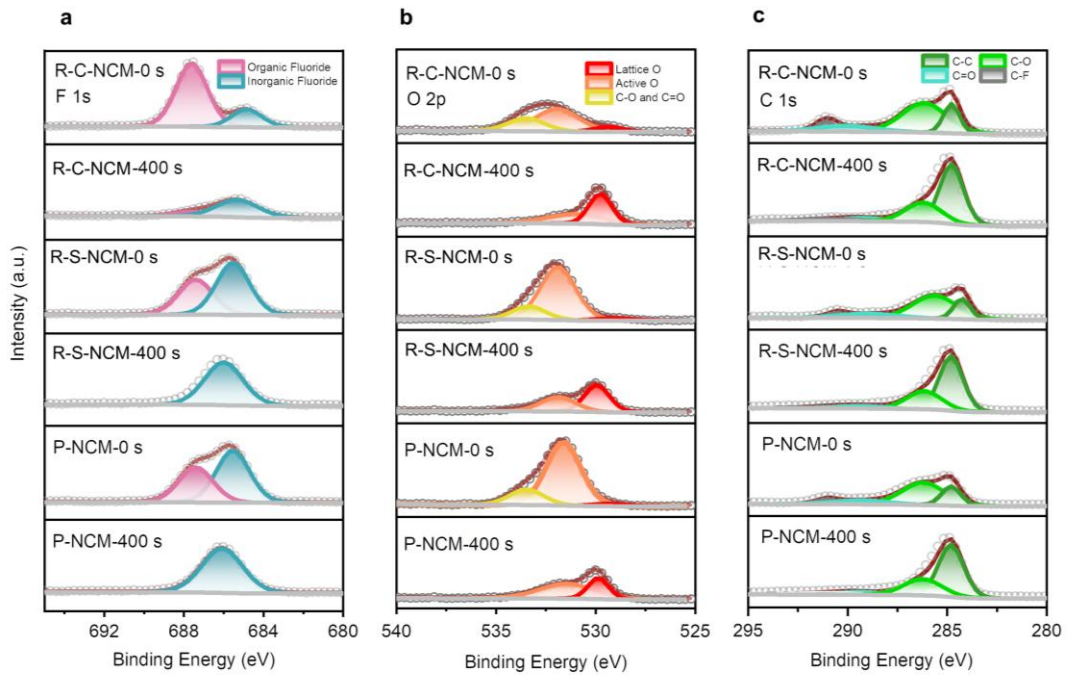 a
b
c
R-C-NCM-0 s
F 1s
Organic Fluoride
Inorganic Fluoride
R-C-NCM-400 s
R-S-NCM-0 s
R-S-NCM-400 s
P-NCM-0 s
P-NCM-400 s
Intensity (a.u.)
692 688 684 680
Binding Energy (eV)
R-C-NCM-0 s
O 2p
Lattice O
Active O
C-O and C=O
R-C-NCM-400 s
R-S-NCM-0 s
R-S-NCM-400 s
P-NCM-0 s
P-NCM-400 s
540 535 530 525
Binding Energy (eV)
R-C-NCM-0 s
C 1s
C-C C-O
C=O C-F
R-C-NCM-400 s
R-S-NCM-0 s
R-S-NCM-400 s
P-NCM-0 s
P-NCM-400 s
295 290 285 280
Binding Energy (eV)